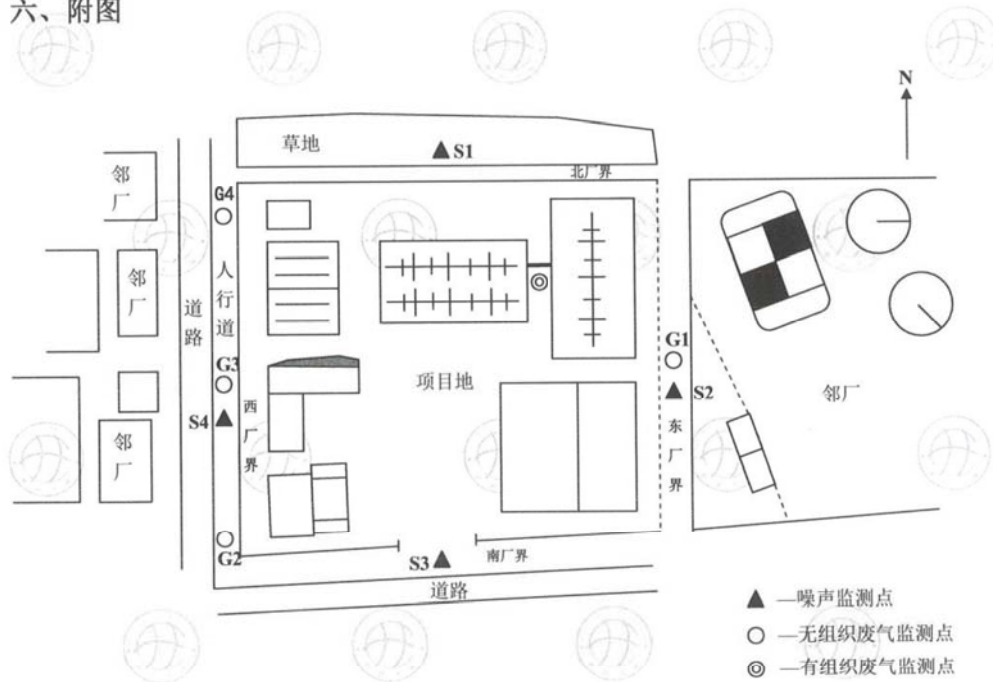 六、附图
N
草地
S1
北厂界
邻厂
G4
邻厂
人行道
道路
G3
G1
项目地
S4
西厂界
S2
邻厂
东厂界
邻厂
G2
S3
南厂界
道路
▲ —噪声监测点
○ —无组织废气监测点
◎ —有组织废气监测点